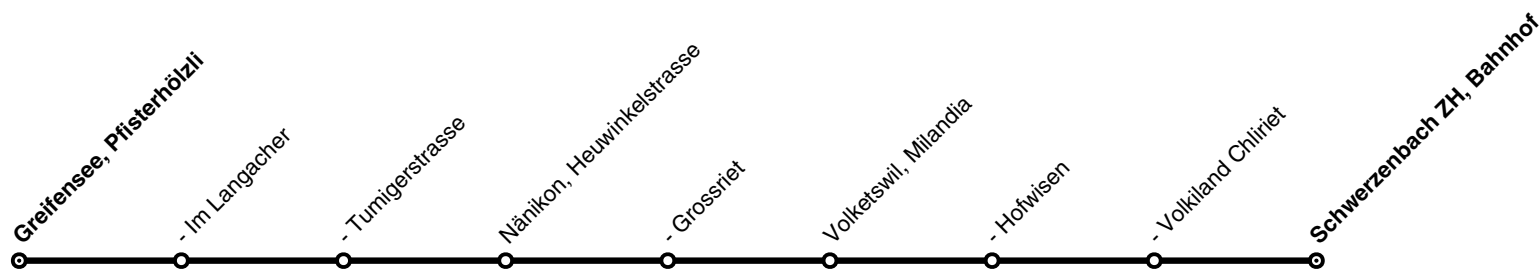 Greifensee, Pfisterhölzli
- Im Langacher
- Tumigerstrasse
Nänikon, Heuwinkelstrasse
- Grossriet
Volketswil, Milandia
- Hofwisen
- Volkiland Chliriet
Schwerzenbach ZH, Bahnhof